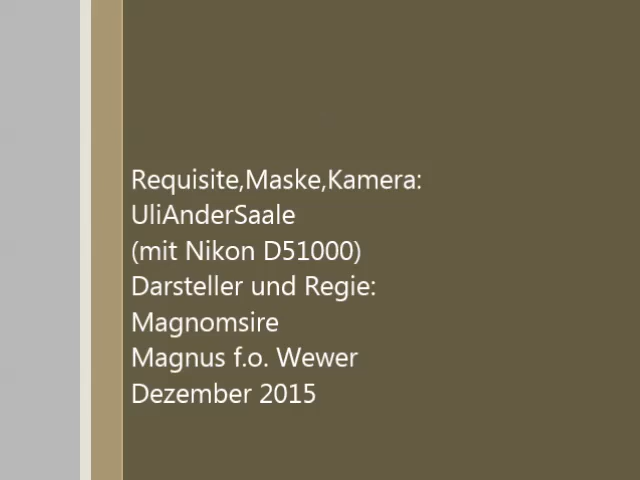 Requisite,Maske,Kamera:
UliAnderSaale
(mit Nikon D51000)
Darsteller und Regie:
Magnomsire
Magnus f.o. Wewer
Dezember 2015